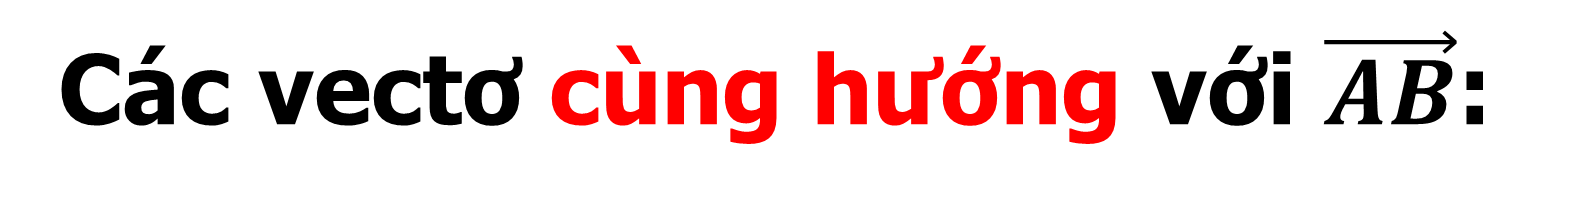 Các vectơ cùng hướng với $\overrightarrow{AB}$: